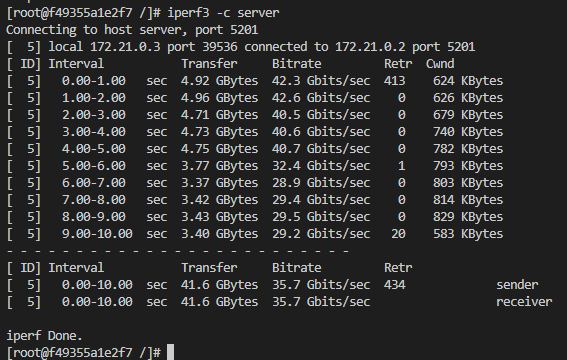 [root@f49355a1e2f7 /]# iperf3 -c server
Connecting to host server, port 5201
[  5] local 172.21.0.3 port 39536 connected to 172.21.0.2 port 5201
[ ID] Interval           Transfer     Bitrate         Retr  Cwnd
[  5]   0.00-1.00   sec  4.92 GBytes  42.3 Gbits/sec  413    624 KBytes
[  5]   1.00-2.00   sec  4.96 GBytes  42.6 Gbits/sec    0    626 KBytes
[  5]   2.00-3.00   sec  4.71 GBytes  40.5 Gbits/sec    0    679 KBytes
[  5]   3.00-4.00   sec  4.73 GBytes  40.6 Gbits/sec    0    740 KBytes
[  5]   4.00-5.00   sec  4.75 GBytes  40.7 Gbits/sec    0    782 KBytes
[  5]   5.00-6.00   sec  3.77 GBytes  32.4 Gbits/sec    1    793 KBytes
[  5]   6.00-7.00   sec  3.37 GBytes  28.9 Gbits/sec    0    803 KBytes
[  5]   7.00-8.00   sec  3.42 GBytes  29.4 Gbits/sec    0    814 KBytes
[  5]   8.00-9.00   sec  3.43 GBytes  29.5 Gbits/sec    0    829 KBytes
[  5]   9.00-10.00  sec  3.40 GBytes  29.2 Gbits/sec   20    583 KBytes
- - - - - - - - - - - - - - - - - - - - - - - - -
[ ID] Interval           Transfer     Bitrate         Retr
[  5]   0.00-10.00  sec  41.6 GBytes  35.7 Gbits/sec  434             sender
[  5]   0.00-10.00  sec  41.6 GBytes  35.7 Gbits/sec                  receiver

iperf Done.
[root@f49355a1e2f7 /]#